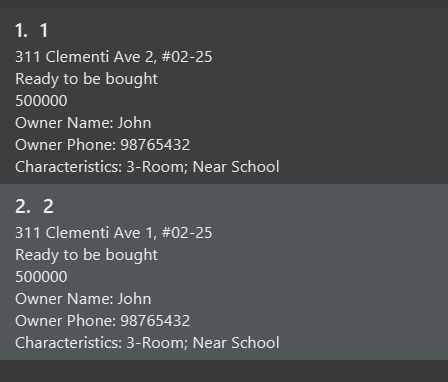 1. 1
311 Clementi Ave 2, #02-25
Ready to be bought
500000
Owner Name: John
Owner Phone: 98765432
Characteristics: 3-Room; Near School
2. 2
311 Clementi Ave 1, #02-25
Ready to be bought
500000
Owner Name: John
Owner Phone: 98765432
Characteristics: 3-Room; Near School